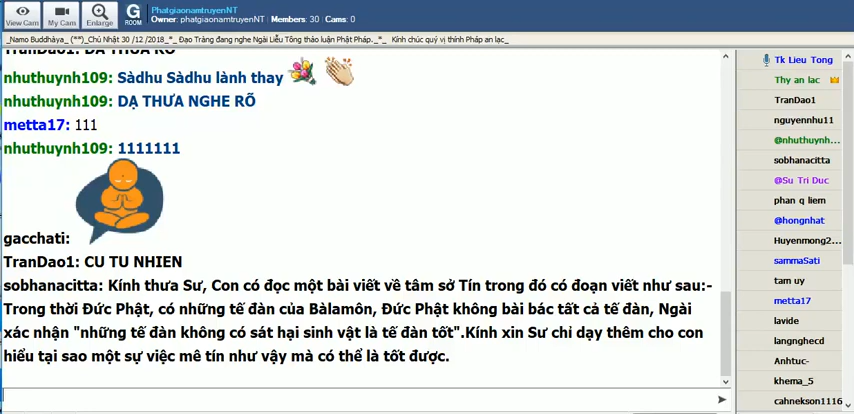 View Cam
My Cam
Enlarge
G
ROOM
PhatgiaonamtruyenNT
Owner: phatgiaonamtruyenNT | Members: 30 | Cams: 0
_Namo Buddhàya_ (**)_Chủ Nhật 30 /12 /2018_*_ Đạo Tràng đang nghe Ngài Liễu Tông thảo luận Phật Pháp._*_ Kính chúc quý vị thính Pháp an lạc_
TranDao1: DA THUA RO
nhuthuynh109: Sàdhu Sàdhu lành thay
nhuthuynh109: DẠ THƯA NGHE RÕ
metta17: 111
nhuthuynh109: 1111111
gacchati:
TranDao1: CU TU NHIEN
sobhanacitta: Kính thưa Sư, Con có đọc một bài viết về tâm sở Tín trong đó có đoạn viết như sau:-
Trong thời Đức Phật, có những tế đàn của Bàlamôn, Đức Phật không bài bác tất cả tế đàn, Ngài
xác nhận "những tế đàn không có sát hại sinh vật là tế đàn tốt".Kính xin Sư chỉ dạy thêm cho con
hiểu tại sao một sự việc mê tín như vậy mà có thể là tốt được.
Tk Lieu Tong
Thy an lac
TranDao1
nguyennhu11
@nhuthuynh...
sobhanacitta
@Su Tri Duc
phan q liem
@hongnhat
Huyenmong2...
sammaSati
tam uy
metta17
lavide
langnghecd
Anhtuc-
khema_5
cahnekson1116